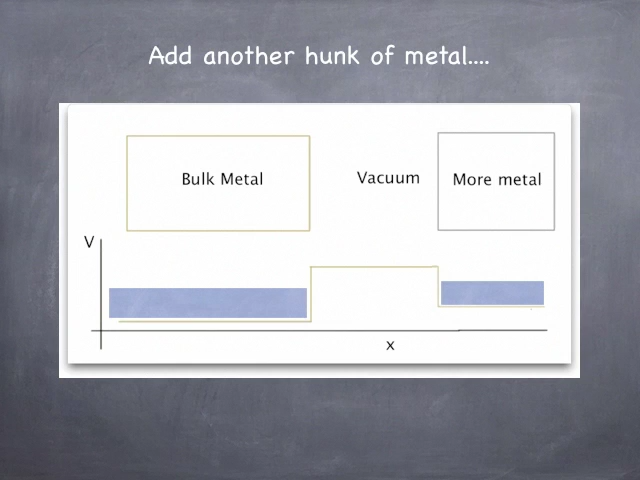 Add another hunk of metal....
Bulk Metal
Vacuum
More metal
V
x